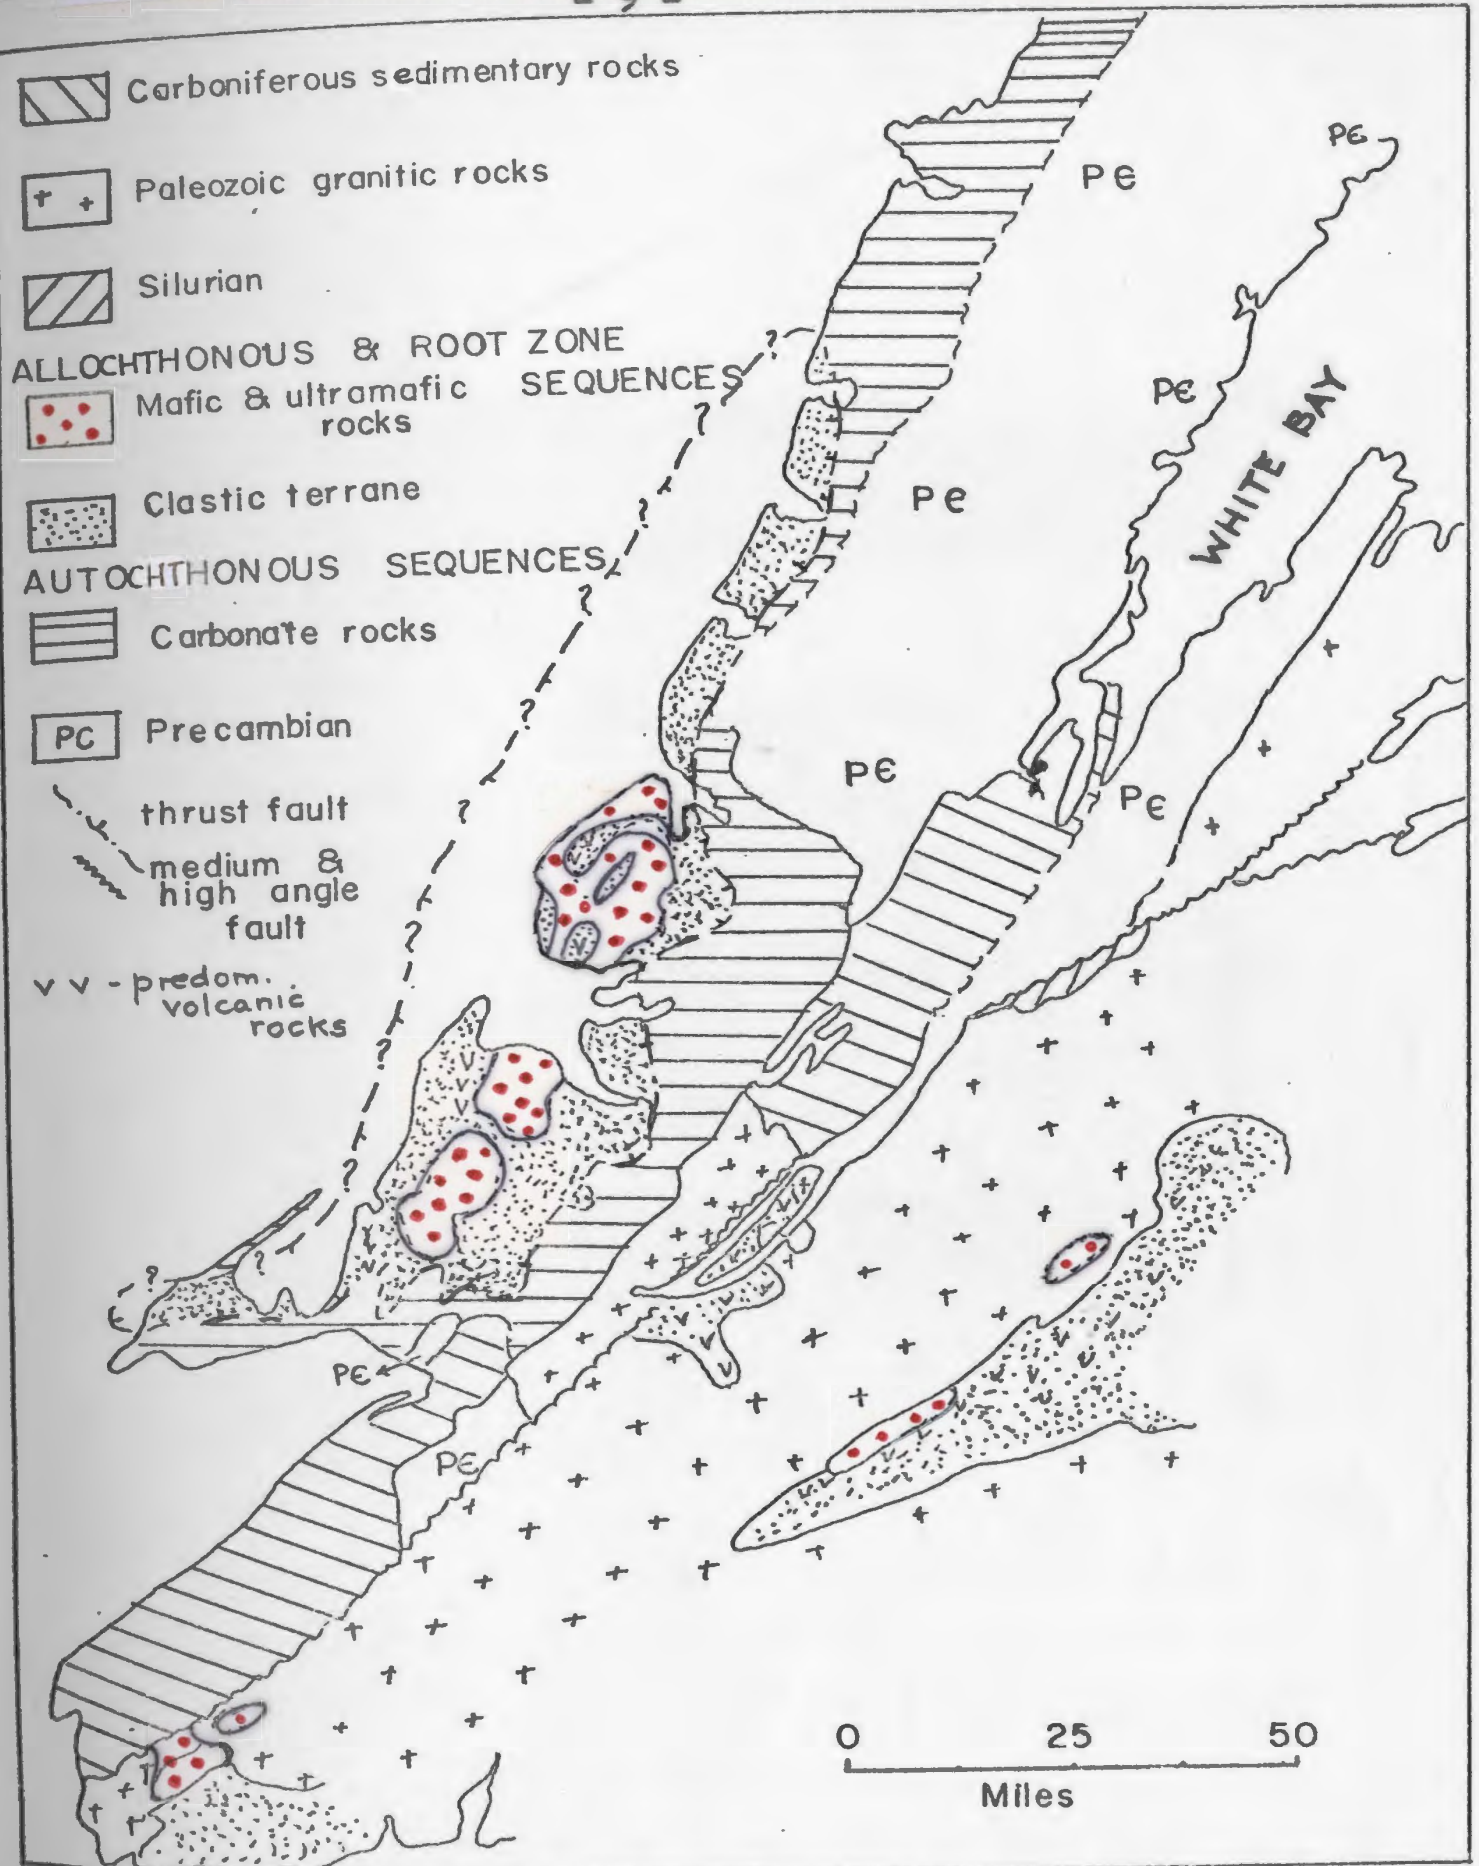 Carboniferous sedimentary rocks
+ + Paleozoic granitic rocks
Silurian
ALLOCHTHONOUS & ROOT ZONE
SEQUENCES
Mafic & ultramafic
rocks
Clastic terrane
AUTOCHTHONOUS SEQUENCES
Carbonate rocks
PC Precambian
thrust fault
medium &
high angle
fault
v v - predom.
volcanic
rocks
PЄ
PЄ
PЄ
WHITE BAY
PЄ
PЄ
PЄ
PЄ
PЄ
0 25 50
Miles